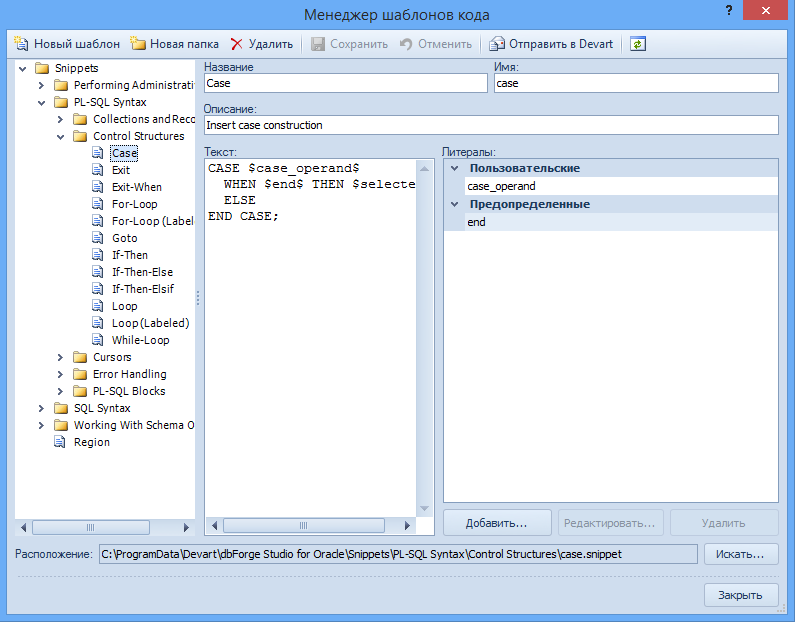 Менеджер шаблонов кода
?
Новый шаблон Новая папка Удалить Сохранить Отменить Отправить в Devart
Snippets
Performing Administrati
PL-SQL Syntax
Collections and Reco
Control Structures
Case
Exit
Exit-When
For-Loop
For-Loop (Label
Goto
If-Then
If-Then-Else
If-Then-Elsif
Loop
Loop (Labeled)
While-Loop
Cursors
Error Handling
PL-SQL Blocks
SQL Syntax
Working With Schema O
Region
Название
Case
Имя:
case
Описание:
Insert case construction
Текст:
CASE $case_operand$
WHEN $end$ THEN $selecte
ELSE
END CASE;
Литералы:
Пользовательские
case_operand
Предопределенные
end
Добавить... Редактировать... Удалить
Расположение: C:\ProgramData\Devart\dbForge Studio for Oracle\Snippets\PL-SQL Syntax\Control Structures\case.snippet Искать...
Закрыть